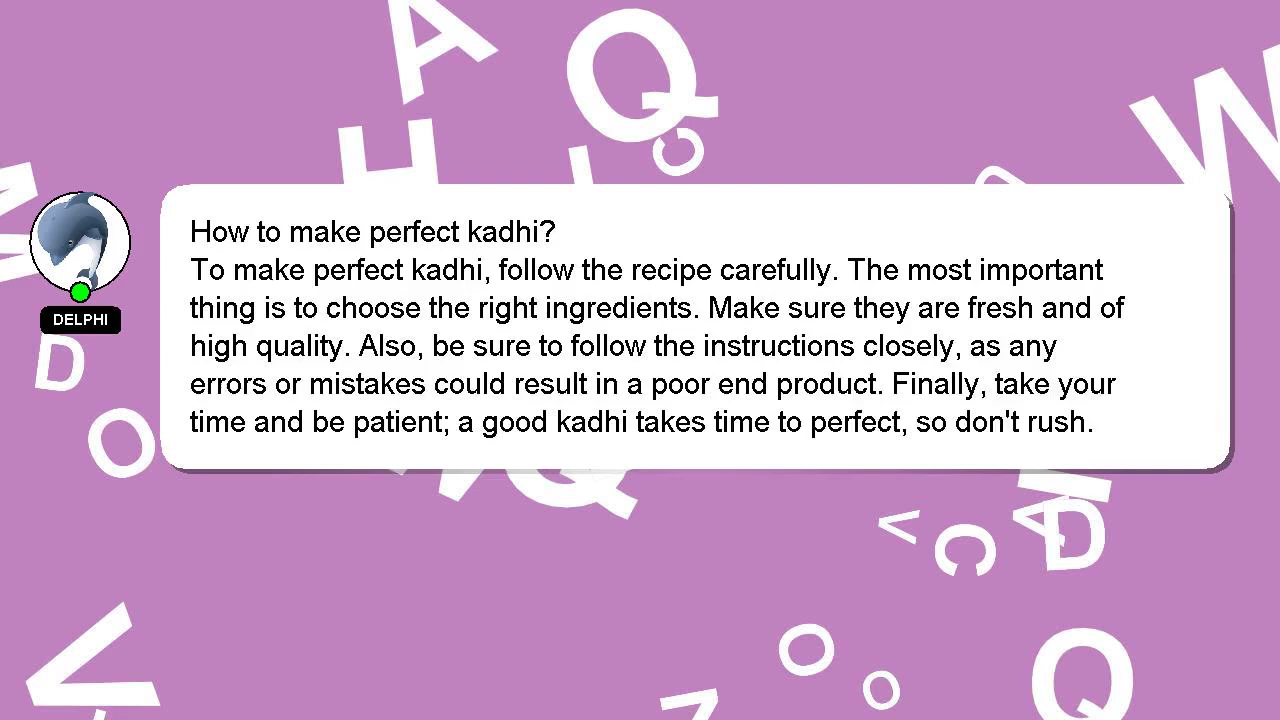 How to make perfect kadhi?
To make perfect kadhi, follow the recipe carefully. The most important
thing is to choose the right ingredients. Make sure they are fresh and of
high quality. Also, be sure to follow the instructions closely, as any
errors or mistakes could result in a poor end product. Finally, take your
time and be patient; a good kadhi takes time to perfect, so don't rush.
DELPHI